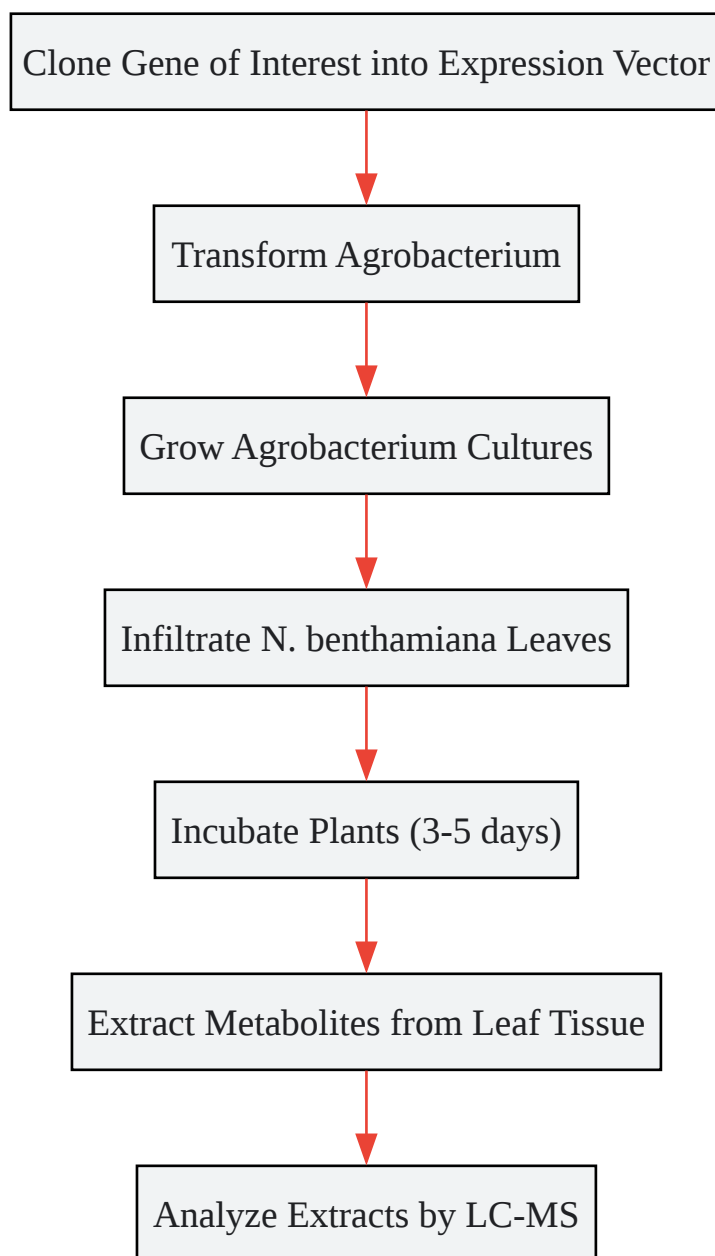 Clone Gene of Interest into Expression Vector
Transform Agrobacterium
Grow Agrobacterium Cultures
Infiltrate N. benthamiana Leaves
Incubate Plants (3-5 days)
Extract Metabolites from Leaf Tissue
Analyze Extracts by LC-MS